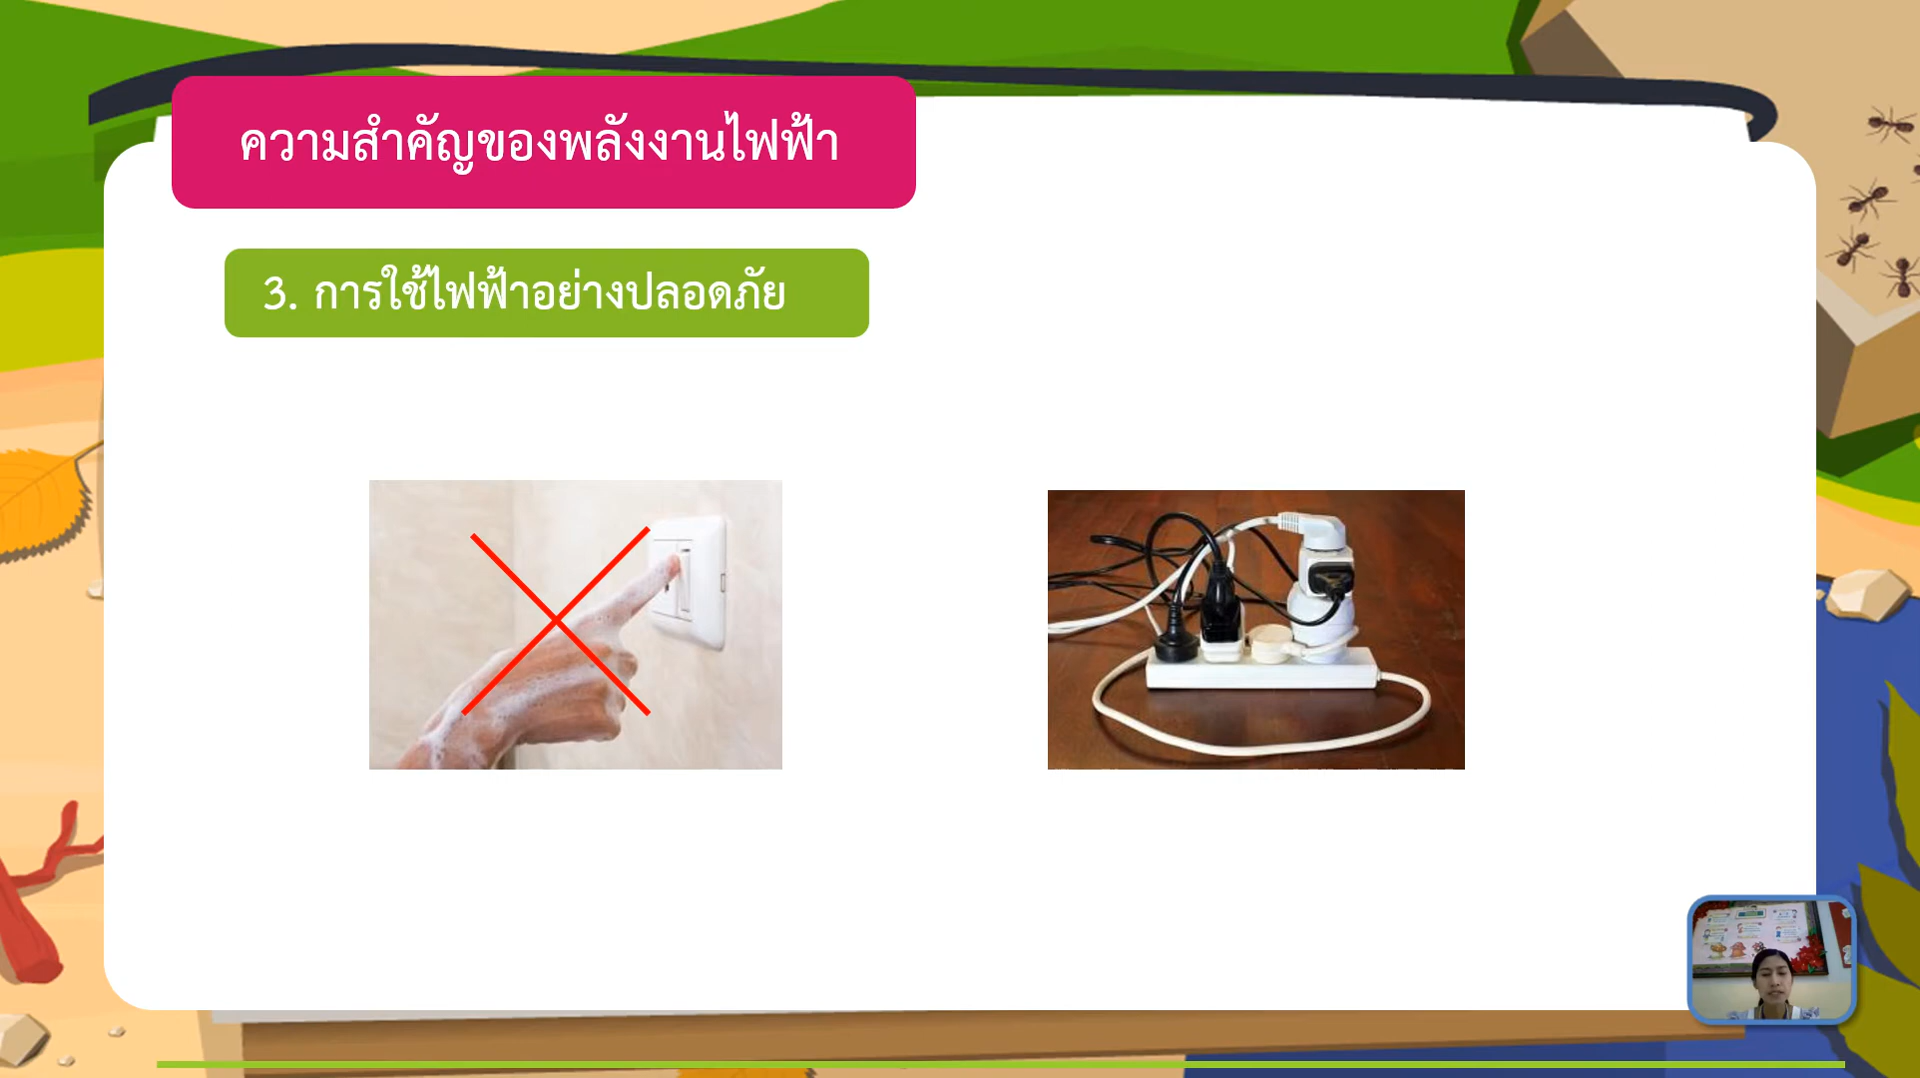 ความสำคัญของพลังงานไฟฟ้า
3. การใช้ไฟฟ้าอย่างปลอดภัย